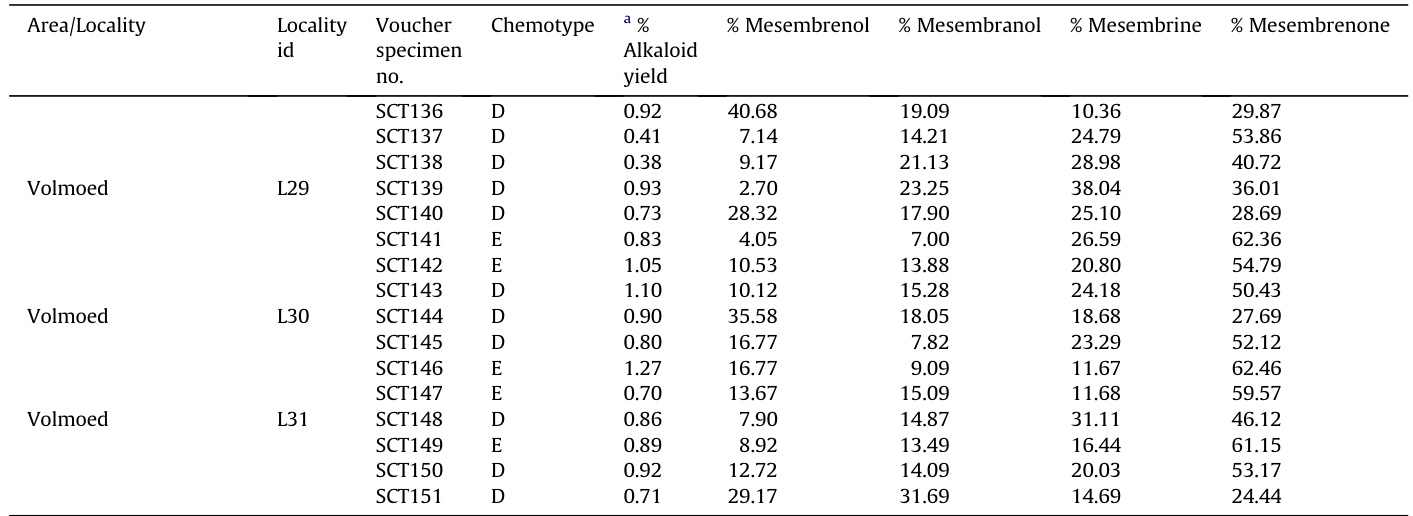 Area/Locality Locality id Voucher specimen no. Chemotype a % Alkaloid yield % Mesembrenol % Mesembranol % Mesembrine % Mesembrenone
SCT136 D 0.92 40.68 19.09 10.36 29.87
SCT137 D 0.41 7.14 14.21 24.79 53.86
SCT138 D 0.38 9.17 21.13 28.98 40.72
Volmoed L29 SCT139 D 0.93 2.70 23.25 38.04 36.01
SCT140 D 0.73 28.32 17.90 25.10 28.69
SCT141 E 0.83 4.05 7.00 26.59 62.36
SCT142 E 1.05 10.53 13.88 20.80 54.79
SCT143 D 1.10 10.12 15.28 24.18 50.43
Volmoed L30 SCT144 D 0.90 35.58 18.05 18.68 27.69
SCT145 D 0.80 16.77 7.82 23.29 52.12
SCT146 E 1.27 16.77 9.09 11.67 62.46
SCT147 E 0.70 13.67 15.09 11.68 59.57
Volmoed L31 SCT148 D 0.86 7.90 14.87 31.11 46.12
SCT149 E 0.89 8.92 13.49 16.44 61.15
SCT150 D 0.92 12.72 14.09 20.03 53.17
SCT151 D 0.71 29.17 31.69 14.69 24.44